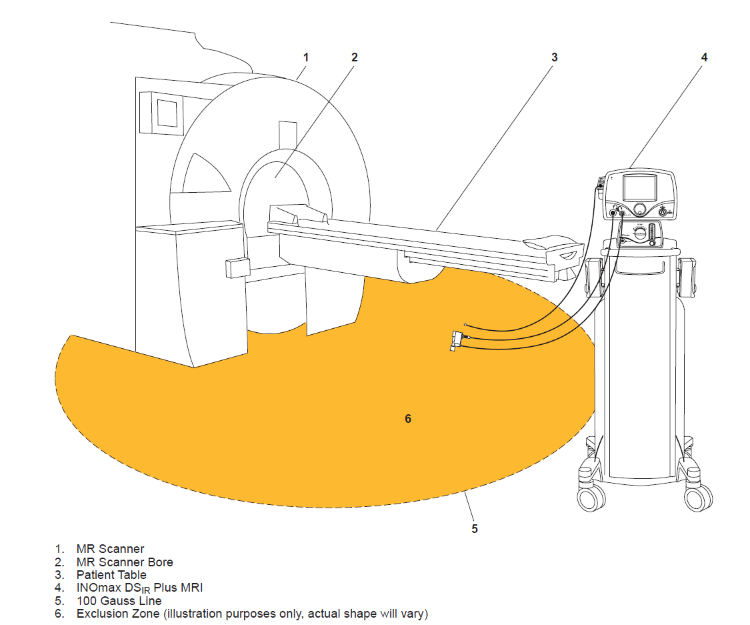 1 2 3 4
6
5
1. MR Scanner
2. MR Scanner Bore
3. Patient Table
4. INOmax DSIR Plus MRI
5. 100 Gauss Line
6. Exclusion Zone (illustration purposes only, actual shape will vary)